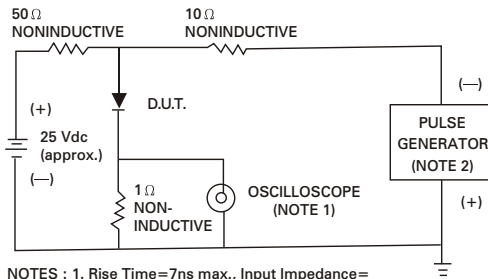 50Ω
NONINDUCTIVE
10Ω
NONINDUCTIVE
(+)
25 Vdc
(approx.)
(—)
D.U.T.
1Ω
NON-
INDUCTIVE
OSCILLOSCOPE
(NOTE 1)
(—)
PULSE
GENERATOR
(NOTE 2)
(+)
NOTES : 1. Rise Time=7ns max., Input Impedance=